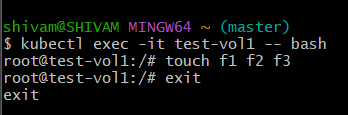 shivam@SHIVAM MINGW64 ~ (master)
$ kubectl exec -it test-vol1 -- bash
root@test-vol1:/# touch f1 f2 f3
root@test-vol1:/# exit
exit